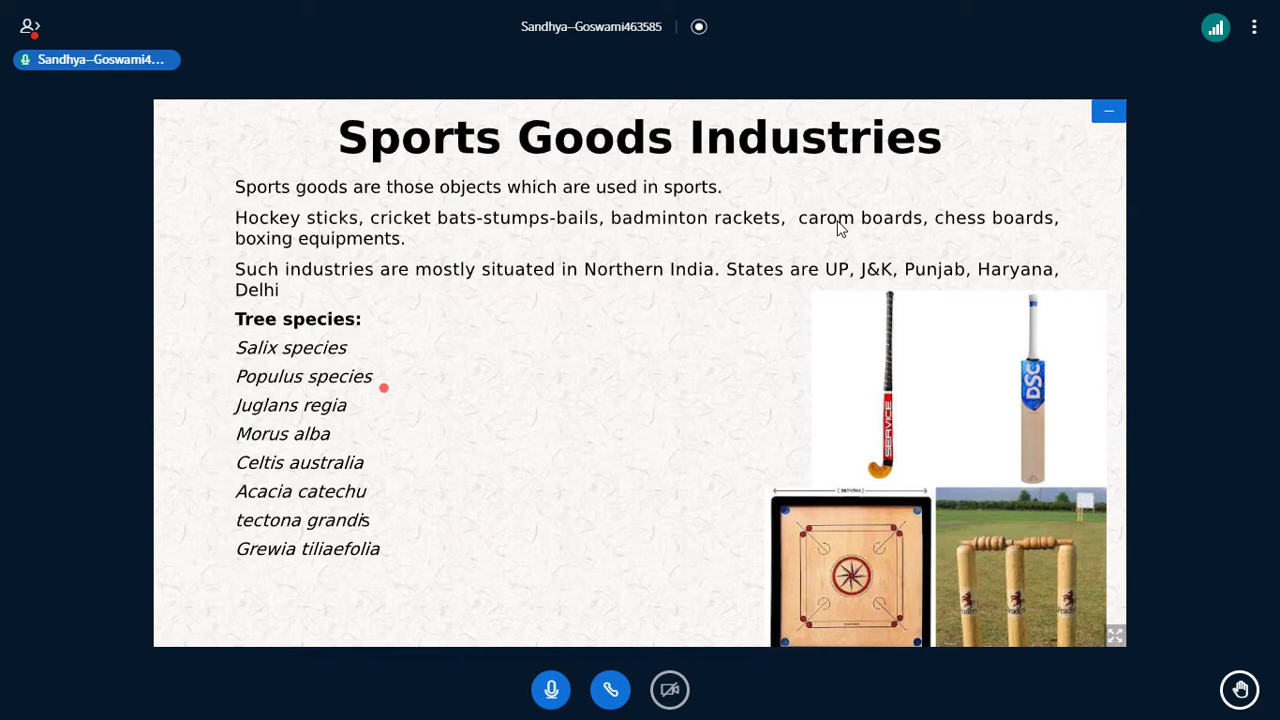 Sandhya--Goswami463585
Sandhya--Goswami4...
Sports Goods Industries
Sports goods are those objects which are used in sports.
Hockey sticks, cricket bats-stumps-bails, badminton rackets, carom boards, chess boards,
boxing equipments.
Such industries are mostly situated in Northern India. States are UP, J&K, Punjab, Haryana,
Delhi
Tree species:
Salix species
Populus species
Juglans regia
Morus alba
Celtis australia
Acacia catechu
tectona grandis
Grewia tiliaefolia
SERVICE
DSC